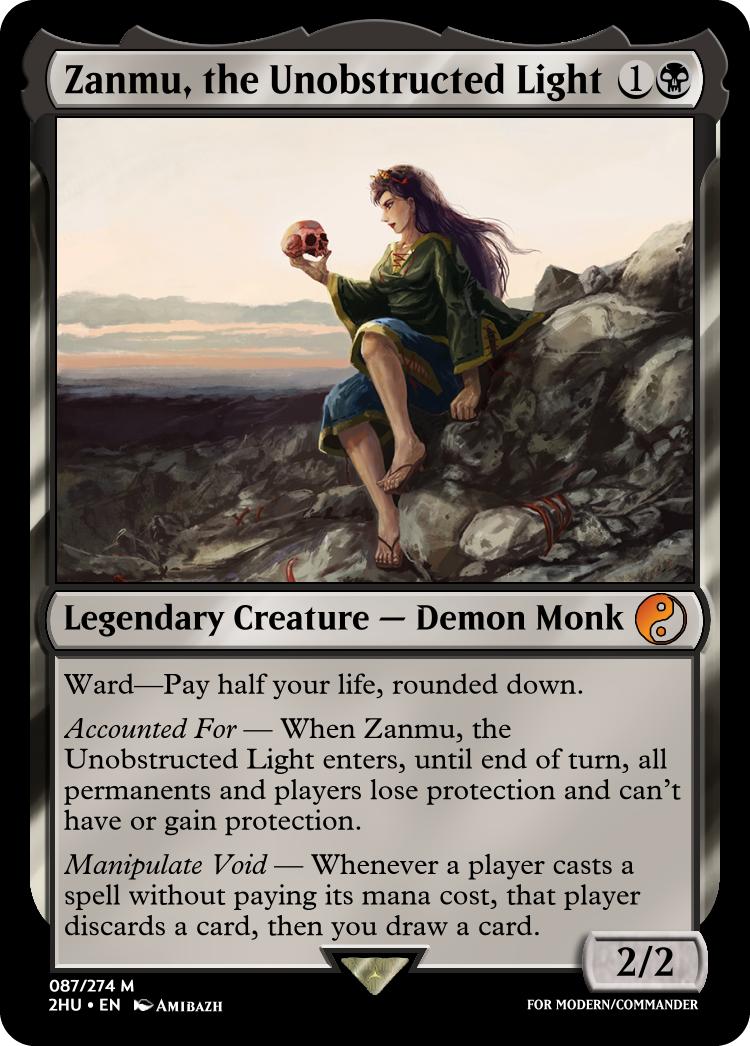 Zanmu, the Unobstructed Light 1
Legendary Creature — Demon Monk
Ward—Pay half your life, rounded down.
Accounted For — When Zanmu, the
Unobstructed Light enters, until end of turn, all
permanents and players lose protection and can't
have or gain protection.
Manipulate Void — Whenever a player casts a
spell without paying its mana cost, that player
discards a card, then you draw a card.
2/2
087/274 M
2HU • EN AMIBAZH
FOR MODERN/COMMANDER